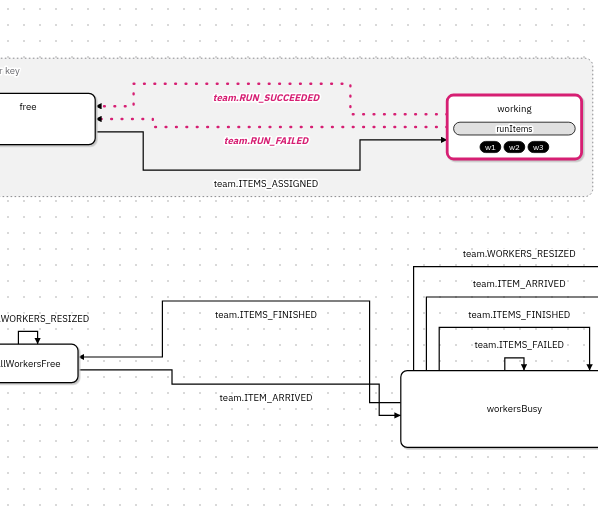 r key
free
team.RUN_SUCCEEDED
working
runItems
w1 w2 w3
team.RUN_FAILED
team.ITEMS_ASSIGNED
team.WORKERS_RESIZED
team.ITEM_ARRIVED
team.ITEMS_FINISHED
team.ITEMS_FINISHED
.WORKERS_RESIZED
team.ITEMS_FAILED
llWorkersFree
team.ITEM_ARRIVED
workersBusy